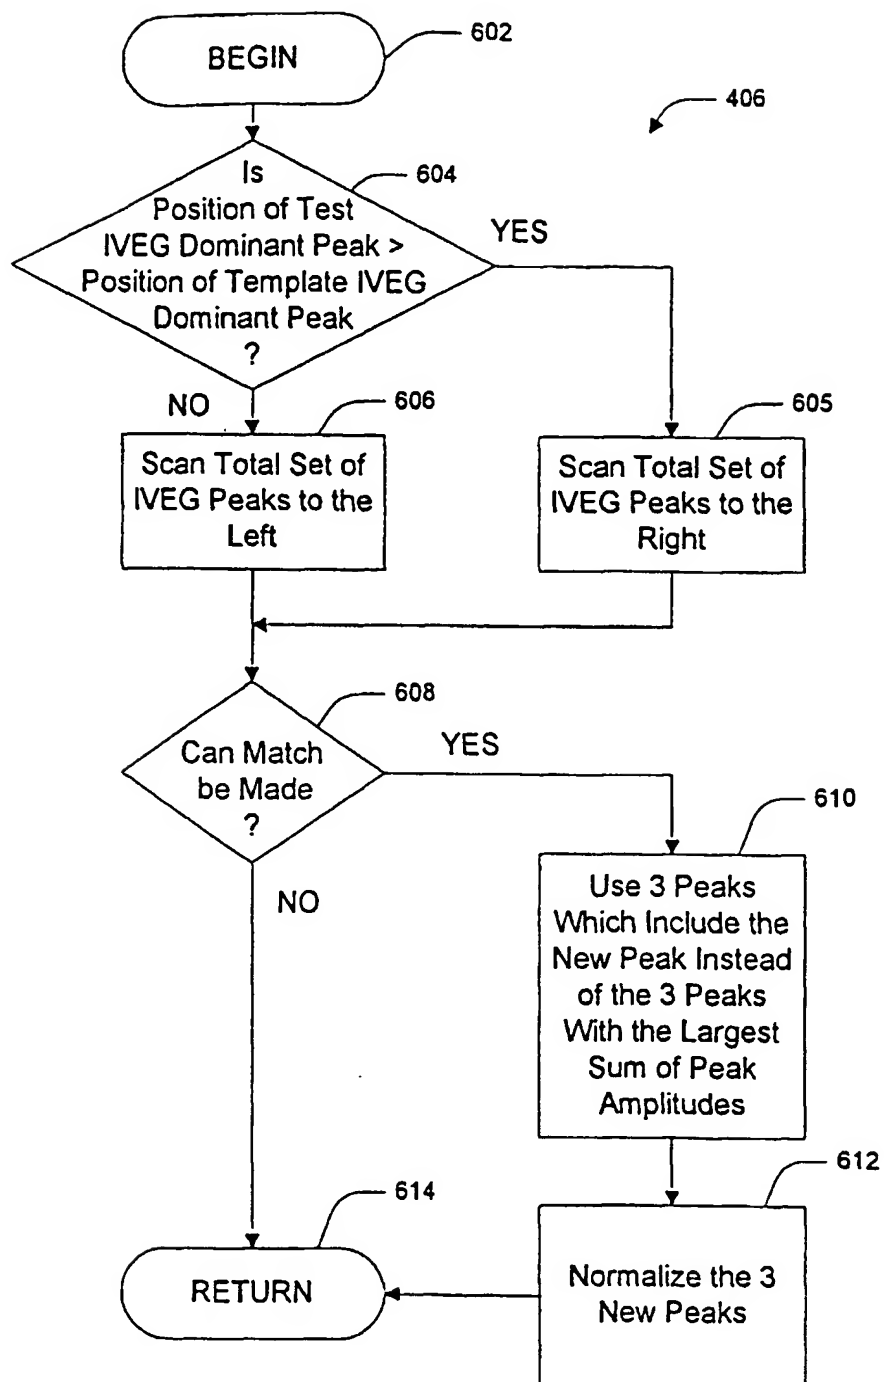 BEGIN
602
406
Is
Position of Test
IVEG Dominant Peak >
Position of Template IVEG
Dominant Peak
?
604
YES
NO
606
605
Scan Total Set of
IVEG Peaks to the
Left
Scan Total Set of
IVEG Peaks to the
Right
608
Can Match
be Made
?
YES
NO
610
Use 3 Peaks
Which Include the
New Peak Instead
of the 3 Peaks
With the Largest
Sum of Peak
Amplitudes
612
Normalize the 3
New Peaks
614
RETURN